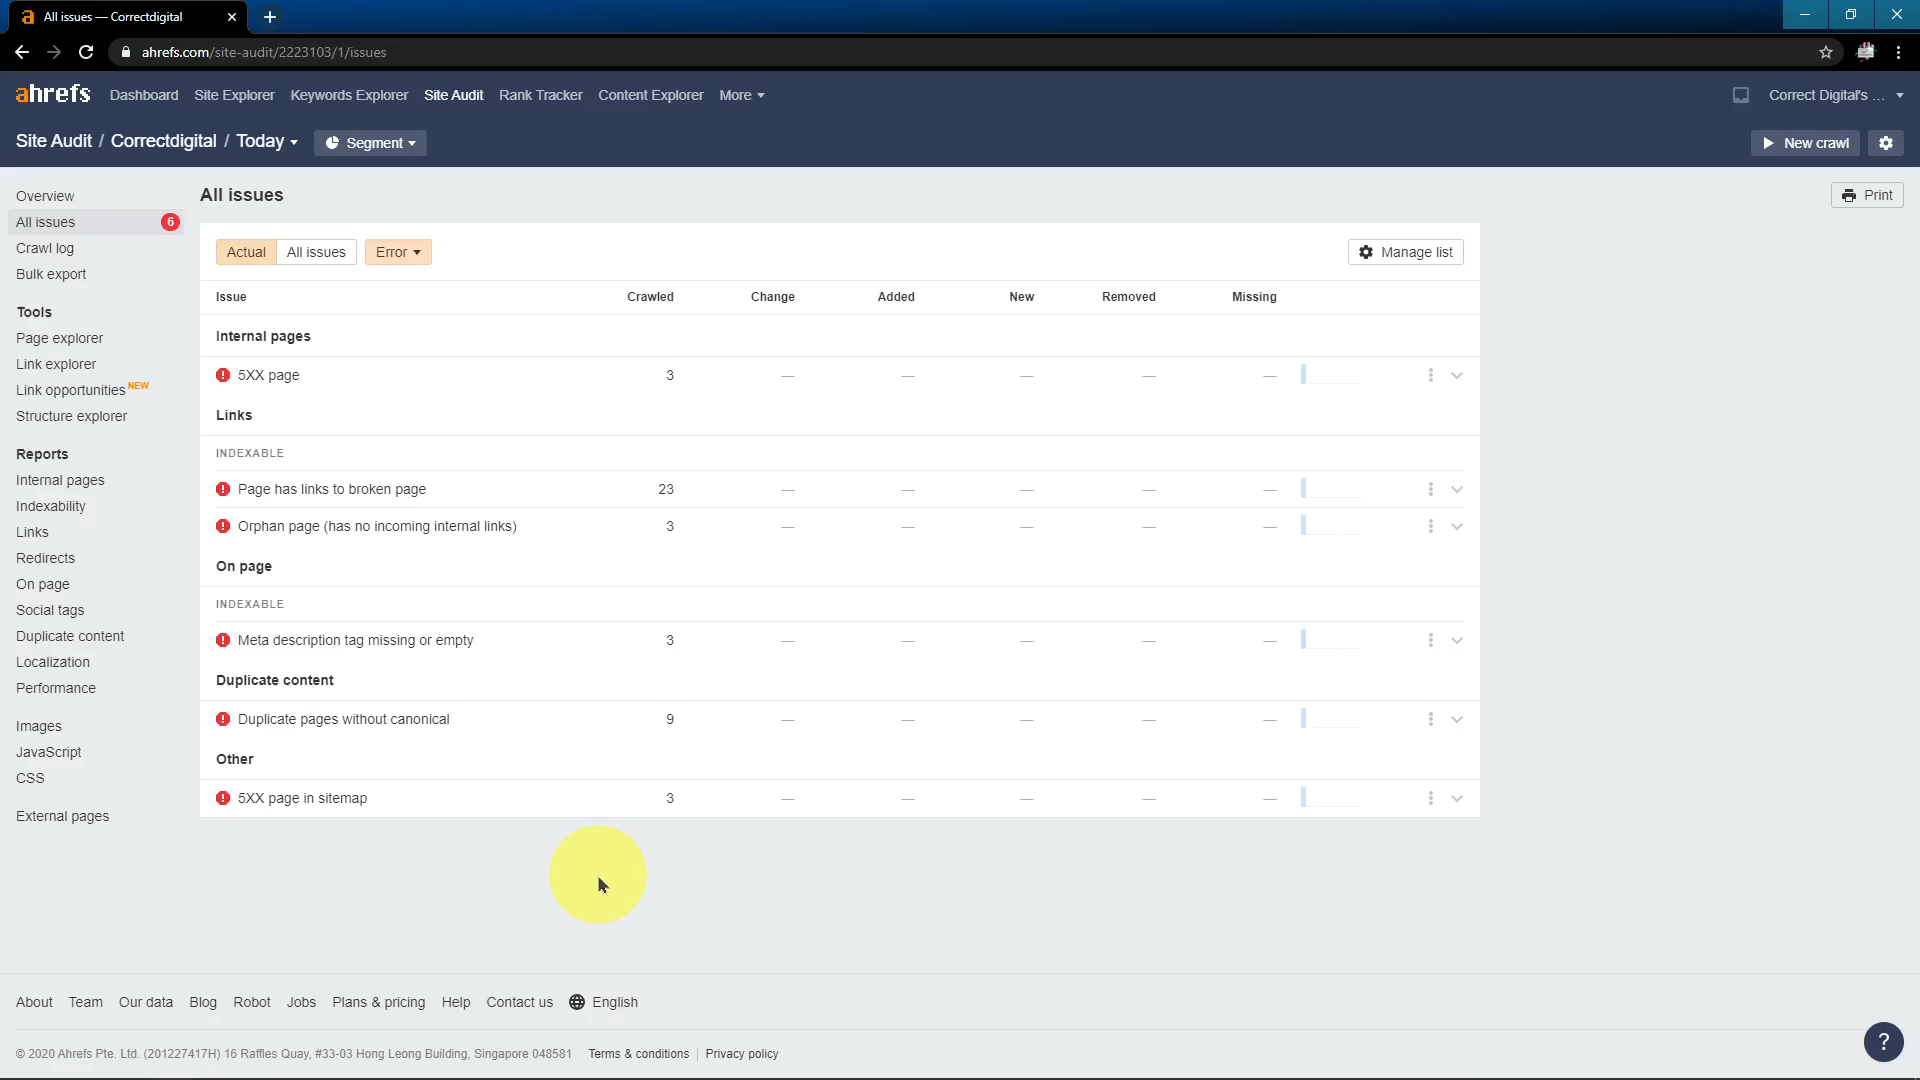 All issues — Correctdigital
ahrefs.com/site-audit/2223103/1/issues
ahrefs Dashboard Site Explorer Keywords Explorer Site Audit Rank Tracker Content Explorer More Correct Digital's ...
Site Audit / Correctdigital / Today Segment New crawl
Overview
All issues 6
Crawl log
Bulk export
Tools
Page explorer
Link explorer
Link opportunities NEW
Structure explorer
Reports
Internal pages
Indexability
Links
Redirects
On page
Social tags
Duplicate content
Localization
Performance
Images
JavaScript
CSS
External pages
All issues Print
Actual All issues Error Manage list
Issue Crawled Change Added New Removed Missing
Internal pages
5XX page 3 — — — — —
Links
INDEXABLE
Page has links to broken page 23 — — — — —
Orphan page (has no incoming internal links) 3 — — — — —
On page
INDEXABLE
Meta description tag missing or empty 3 — — — — —
Duplicate content
Duplicate pages without canonical 9 — — — — —
Other
5XX page in sitemap 3 — — — — —
About Team Our data Blog Robot Jobs Plans & pricing Help Contact us English
© 2020 Ahrefs Pte. Ltd. (201227417H) 16 Raffles Quay, #33-03 Hong Leong Building, Singapore 048581 Terms & conditions Privacy policy
?